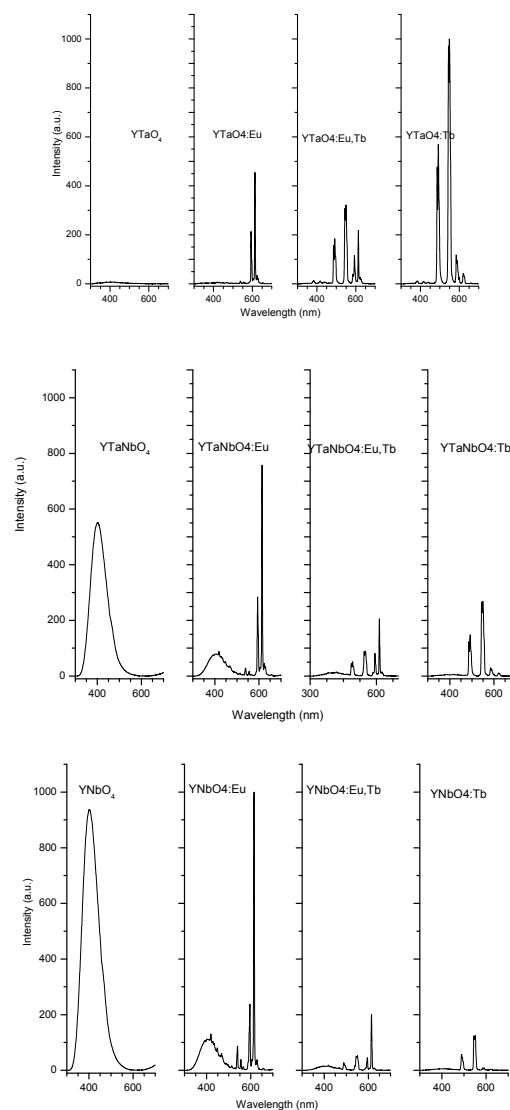 Intensity (a.u.)
1000
800
600
400
200
0
YTaO4
YTaO4:Eu
YTaO4:Eu,Tb
YTaO4:Tb
400 600
400 600
400 600
400 600
Wavelength (nm)
Intensity (a.u.)
1000
800
600
400
200
0
YTaNbO4
YTaNbO4:Eu
YTaNbO4:Eu,Tb
YTaNbO4:Tb
400 600
400 600
300 600
400 600
Wavelength (nm)
Intensity (a.u.)
1000
800
600
400
200
0
YNbO4
YNbO4:Eu
YNbO4:Eu,Tb
YNbO4:Tb
400 600
400 600
400 600
400 600
Wavelength (nm)